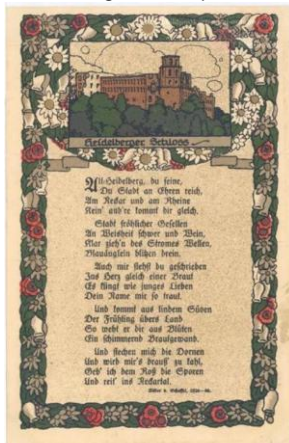 Heidelberger Schloss
Alt-Heidelberg, du feine,
Du Stadt an Ehren reich,
Am Neckar und am Rheine
Kein' and're kommt dir gleich.
Stadt fröhlicher Gesellen
An Weisheit schwer und Wein,
Klar zieh'n des Stromes Wellen,
Blauäuglein blitzen drein.
Auch mir stehst du geschrieben
Ins Herz gleich einer Braut
Es klingt wie junges Lieben
Dein Name mir so traut.
Und kommt aus lindem Süden
Der Frühling übers Land
So webt er dir aus Blüten
Ein schimmernd Brautgewand.
Und stechen mich die Dornen
Und wird mir's drauß' zu kahl,
Geb' ich dem Roß die Sporen
Und reit' ins Neckartal.